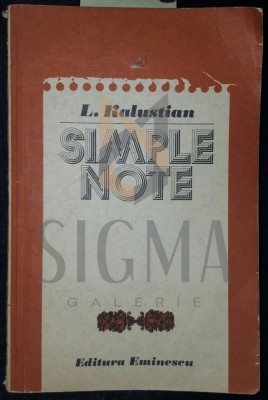 L. Kalustian
SIMPLE
NOTE
SIGMA
GALERIE
Editura Eminescu